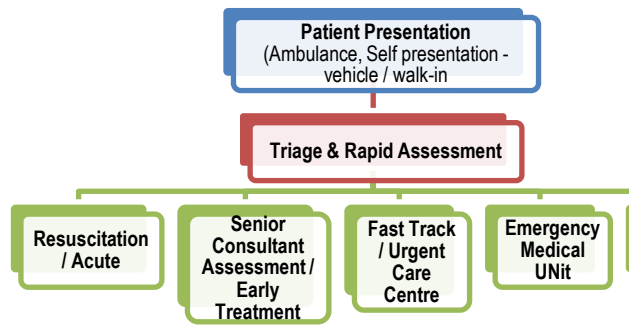 Patient Presentation
(Ambulance, Self presentation -
vehicle / walk-in
Triage & Rapid Assessment
Resuscitation
/ Acute
Senior
Consultant
Assessment /
Early
Treatment
Fast Track
/ Urgent
Care
Centre
Emergency
Medical
UNit